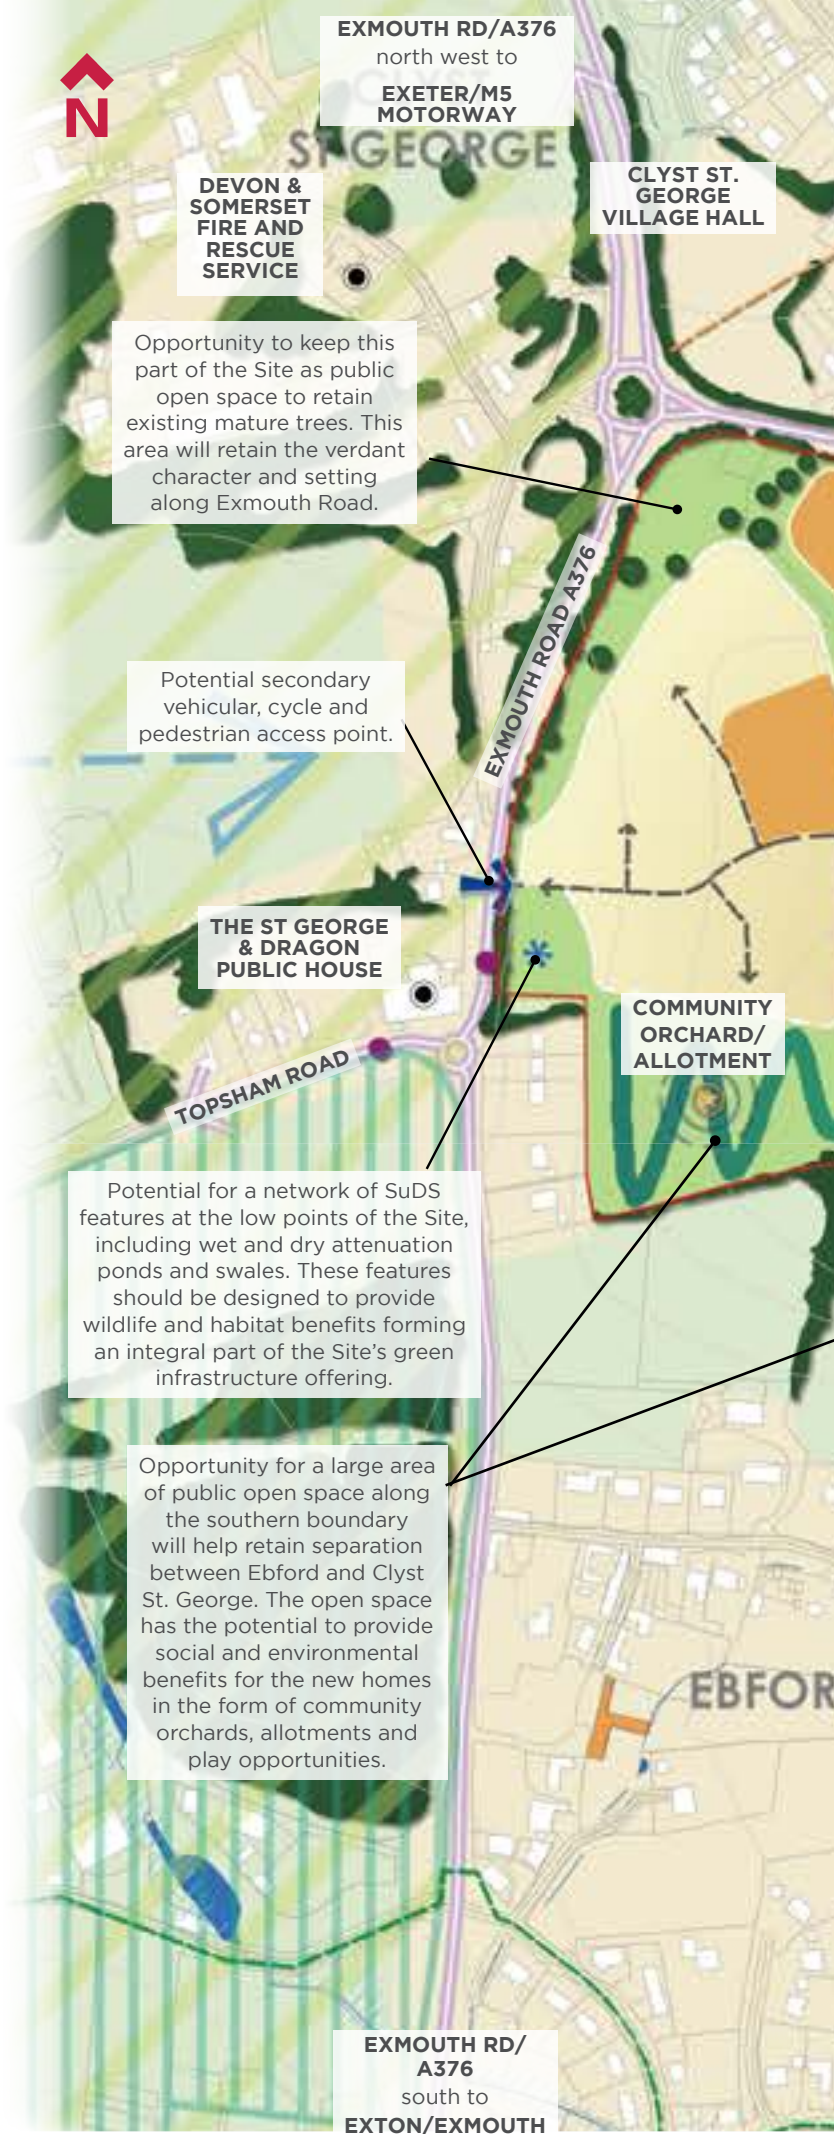 EXMOUTH RD/A376
north west to
EXETER/M5
MOTORWAY
N
CLYST
ST GEORGE
DEVON &
SOMERSET
FIRE AND
RESCUE
SERVICE
CLYST ST.
GEORGE
VILLAGE HALL
Opportunity to keep this
part of the Site as public
open space to retain
existing mature trees. This
area will retain the verdant
character and setting
along Exmouth Road.
EXMOUTH ROAD A376
Potential secondary
vehicular, cycle and
pedestrian access point.
THE ST GEORGE
& DRAGON
PUBLIC HOUSE
COMMUNITY
ORCHARD/
ALLOTMENT
TOPSHAM ROAD
Potential for a network of SuDS
features at the low points of the Site,
including wet and dry attenuation
ponds and swales. These features
should be designed to provide
wildlife and habitat benefits forming
an integral part of the Site's green
infrastructure offering.
Opportunity for a large area
of public open space along
the southern boundary
will help retain separation
between Ebford and Clyst
St. George. The open space
has the potential to provide
social and environmental
benefits for the new homes
in the form of community
orchards, allotments and
play opportunities.
EBFOR
EXMOUTH RD/
A376
south to
EXTON/EXMOUTH